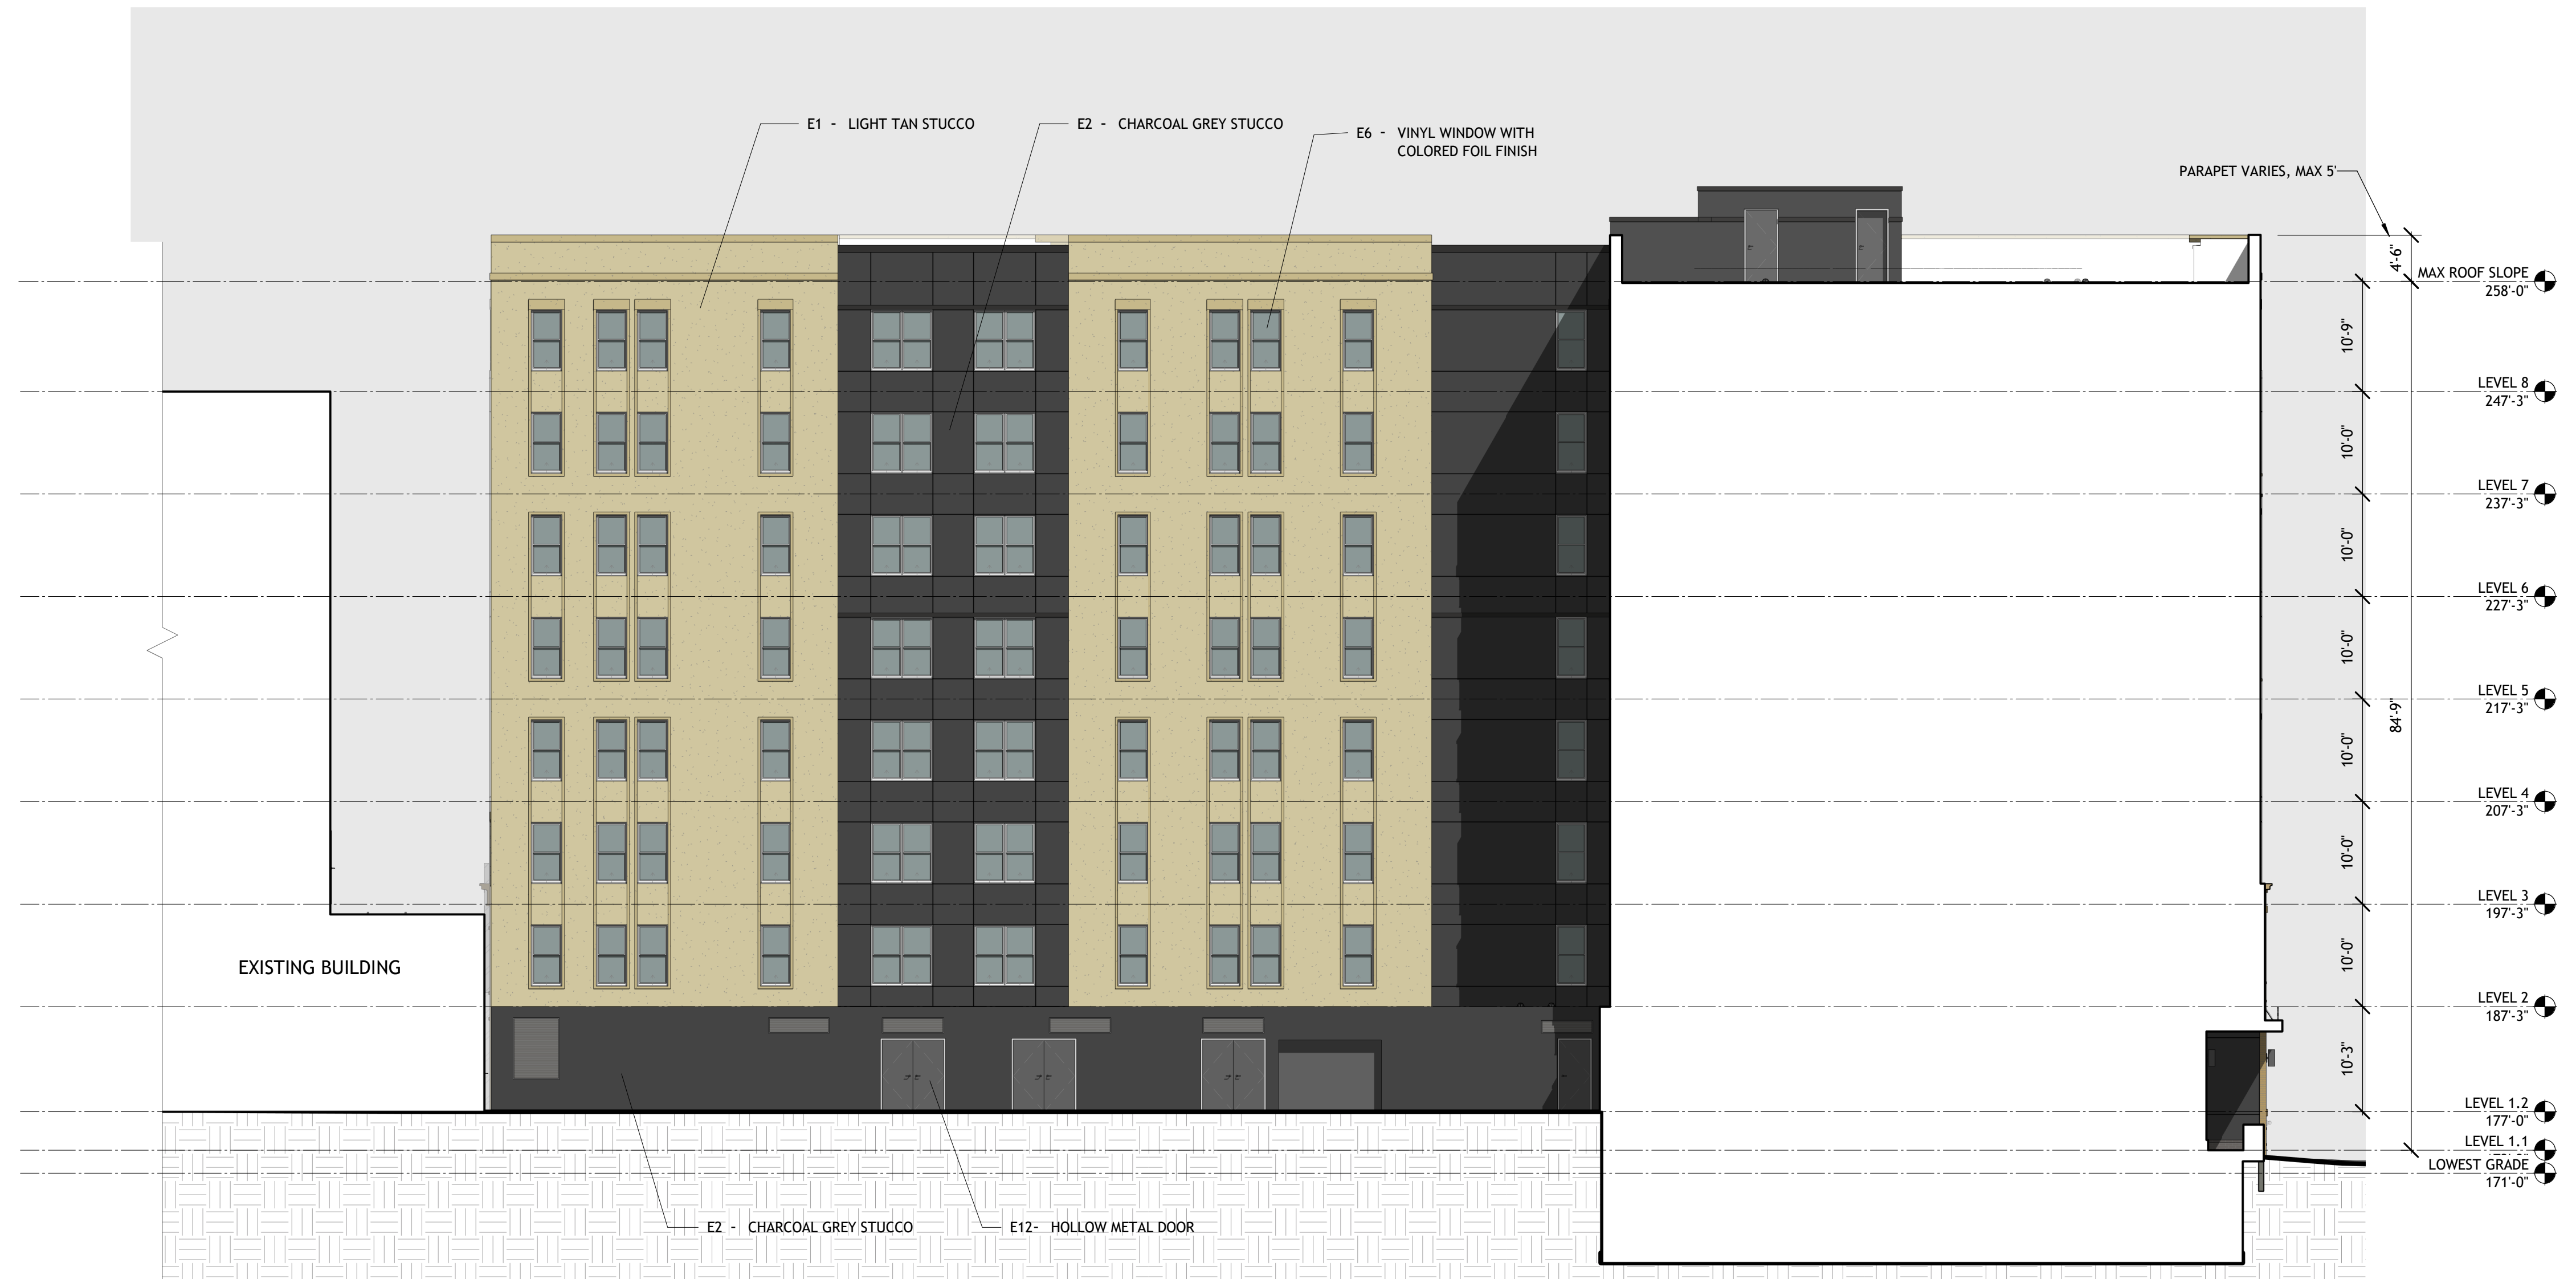 E1 - LIGHT TAN STUCCO
E2 - CHARCOAL GREY STUCCO
E6 - VINYL WINDOW WITH
COLORED FOIL FINISH
PARAPET VARIES, MAX 5'
4'-6"
MAX ROOF SLOPE
258'-0"
10'-9"
LEVEL 8
247'-3"
10'-0"
LEVEL 7
237'-3"
10'-0"
LEVEL 6
227'-3"
10'-0"
LEVEL 5
217'-3"
84'-9"
10'-0"
LEVEL 4
207'-3"
10'-0"
LEVEL 3
197'-3"
EXISTING BUILDING
10'-0"
LEVEL 2
187'-3"
10'-3"
LEVEL 1.2
177'-0"
LEVEL 1.1
LOWEST GRADE
171'-0"
E2 - CHARCOAL GREY STUCCO
E12- HOLLOW METAL DOOR